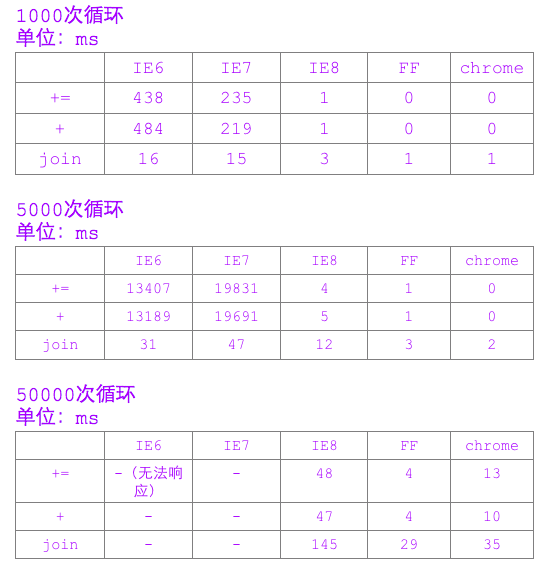 1000次循环
单位：ms
IE6 IE7 IE8 FF chrome
+= 438 235 1 0 0
+ 484 219 1 0 0
join 16 15 3 1 1
5000次循环
单位：ms
IE6 IE7 IE8 FF chrome
+= 13407 19831 4 1 0
+ 13189 19691 5 1 0
join 31 47 12 3 2
50000次循环
单位：ms
IE6 IE7 IE8 FF chrome
+= -（无法响 - 48 4 13
应）
+ - - 47 4 10
join - - 145 29 35